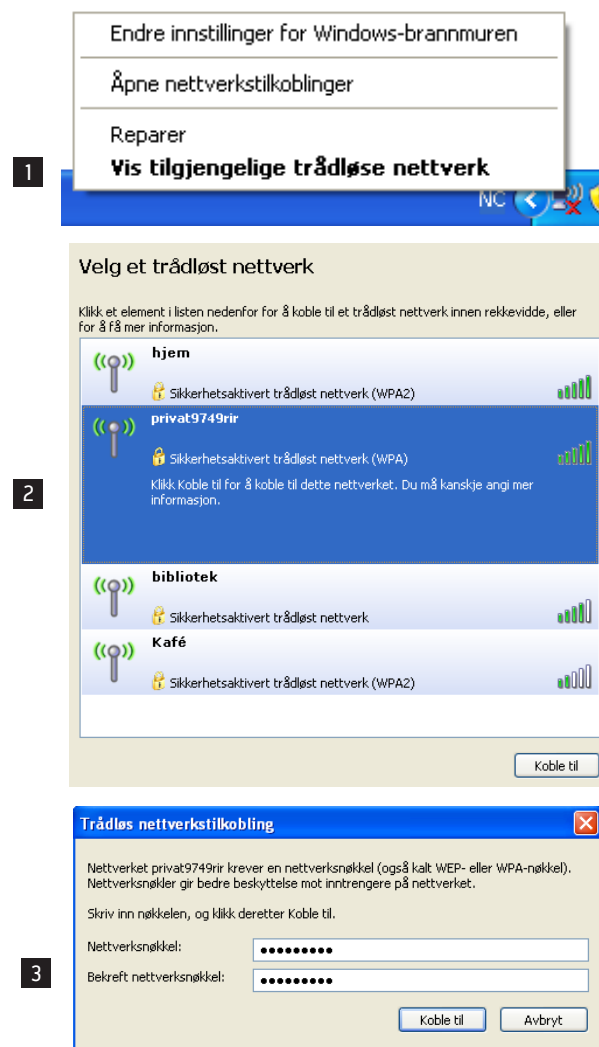 Endre innstillinger for Windows-brannmuren
Åpne nettverkstilkoblinger
Reparer
Vis tilgjengelige trådløse nettverk
1
NC
Velg et trådløst nettverk
Klikk et element i listen nedenfor for å koble til et trådløst nettverk innen rekkevidde, eller
for å få mer informasjon.
hjem
Sikkerhetsaktivert trådløst nettverk (WPA2)
privat9749rir
Sikkerhetsaktivert trådløst nettverk (WPA)
2
Klikk Koble til for å koble til dette nettverket. Du må kanskje angi mer
informasjon.
bibliotek
Sikkerhetsaktivert trådløst nettverk
Kafé
Sikkerhetsaktivert trådløst nettverk (WPA2)
Koble til
Trådløs nettverkstilkobling
Nettverket privat9749rir krever en nettverksnøkkel (også kalt WEP- eller WPA-nøkkel).
Nettverksnøkler gir bedre beskyttelse mot inntrengere på nettverket.
Skriv inn nøkkelen, og klikk deretter Koble til.
Nettverksnøkkel: •••••••••
3
Bekreft nettverksnøkkel: •••••••••
Koble til Avbryt